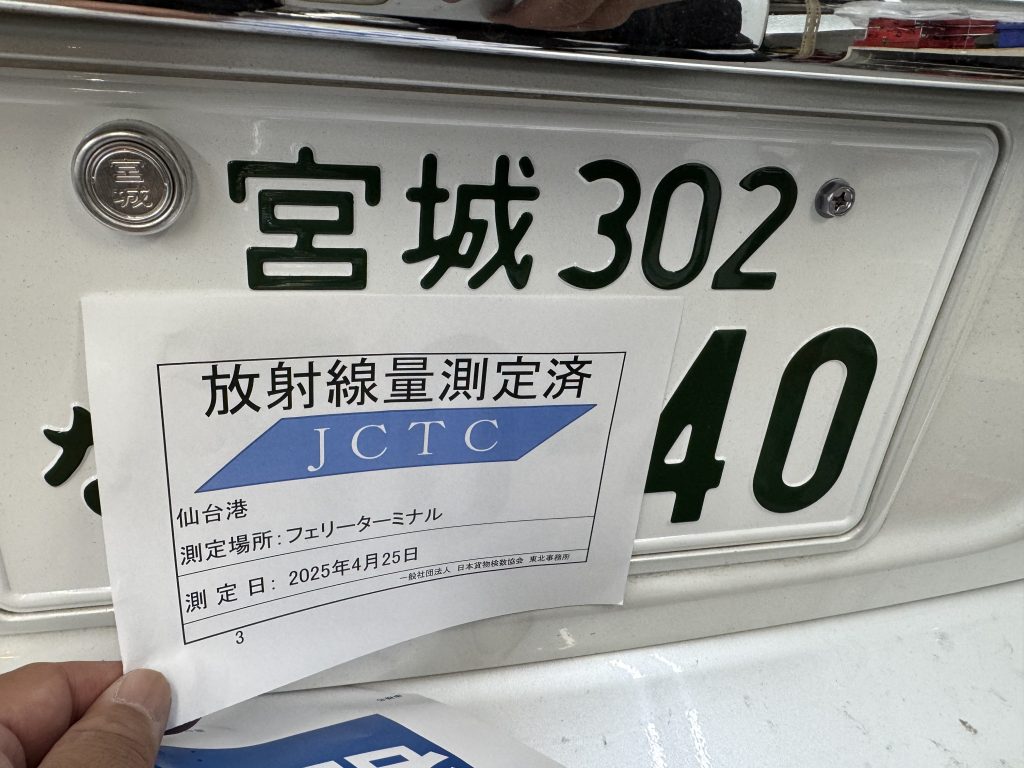 宮城
宮城 302
40
放射線量測定済
JCTC
仙台港
測定場所：フェリーターミナル
測定日： 2025年4月25日
一般社団法人 日本貨物検数協会 東北事務所
3